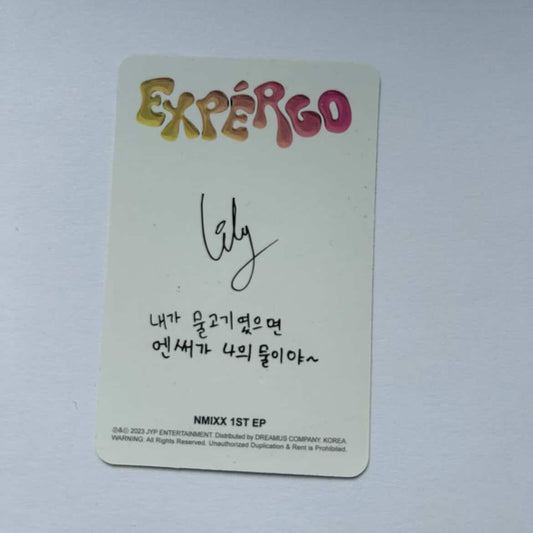 EXPÉRGO
Lily
내가 물고기였으면
엔써가 나의 물이야~
NMIXX 1ST EP
℗&© 2023 JYP ENTERTAINMENT. Distributed by DREAMUS COMPANY. KOREA.
WARNING: All Rights Reserved. Unauthorized Duplication & Rent is Prohibited.